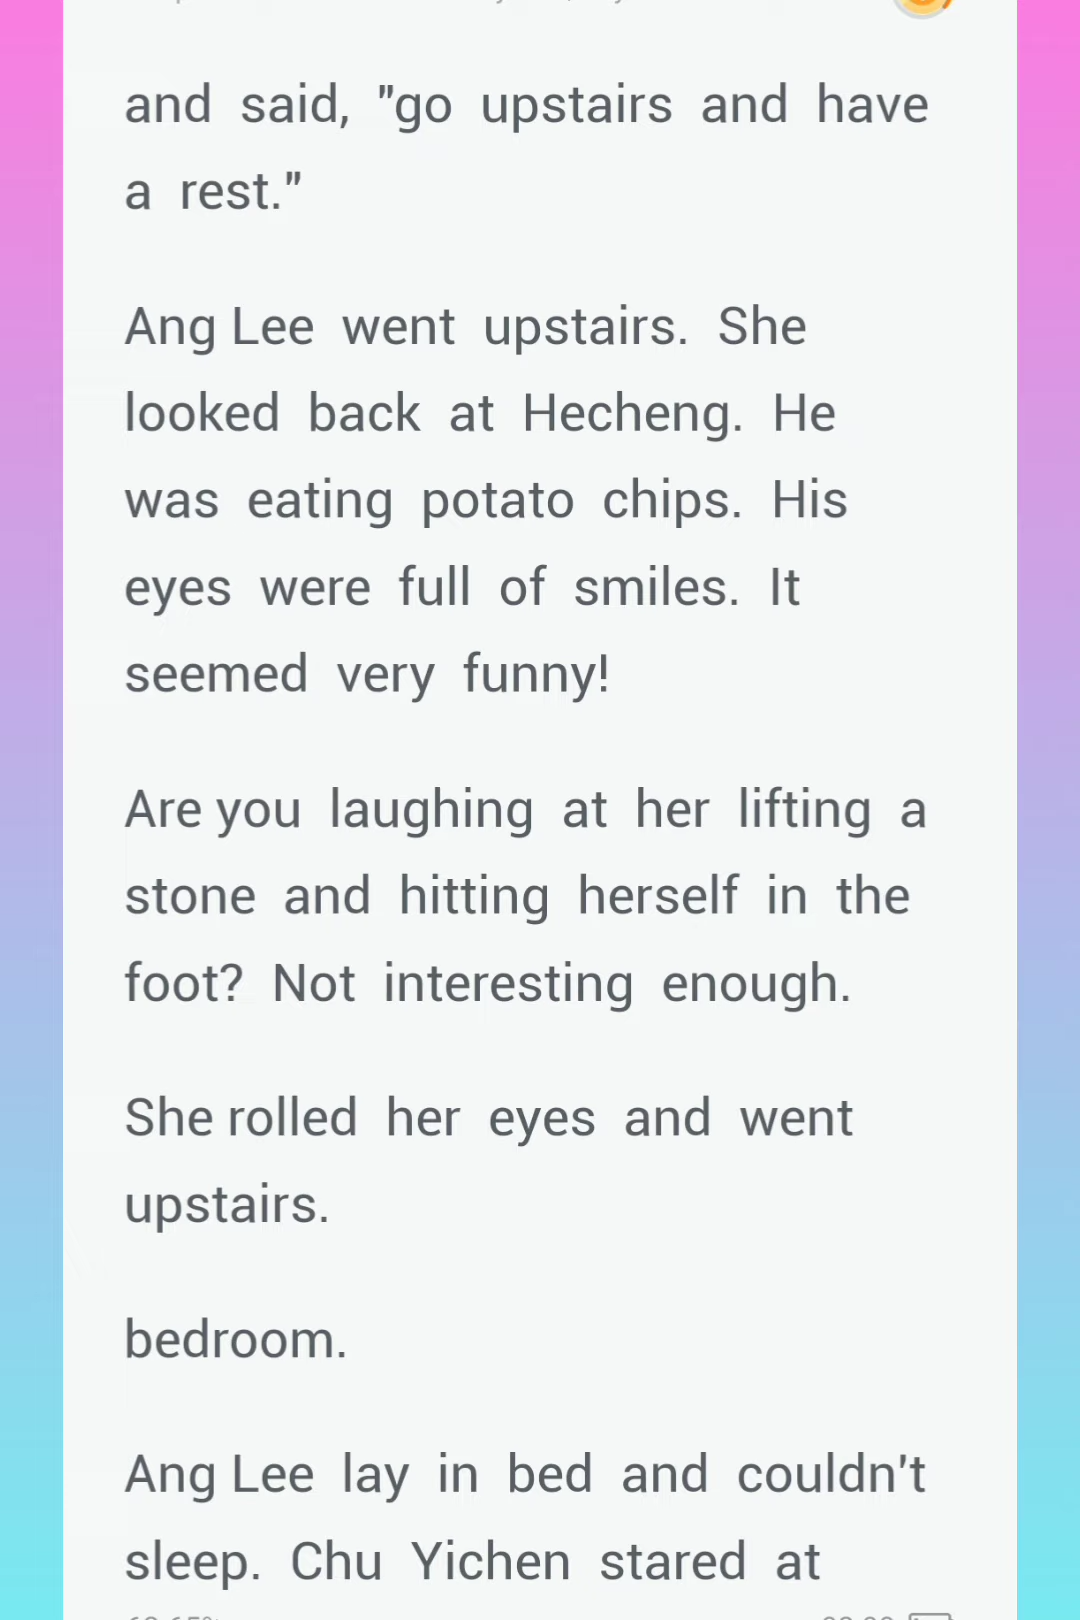 and said, "go upstairs and have
a rest."
Ang Lee went upstairs. She
looked back at Hecheng. He
was eating potato chips. His
eyes were full of smiles. It
seemed very funny!
Are you laughing at her lifting a
stone and hitting herself in the
foot? Not interesting enough.
She rolled her eyes and went
upstairs.
bedroom.
Ang Lee lay in bed and couldn't
sleep. Chu Yichen stared at